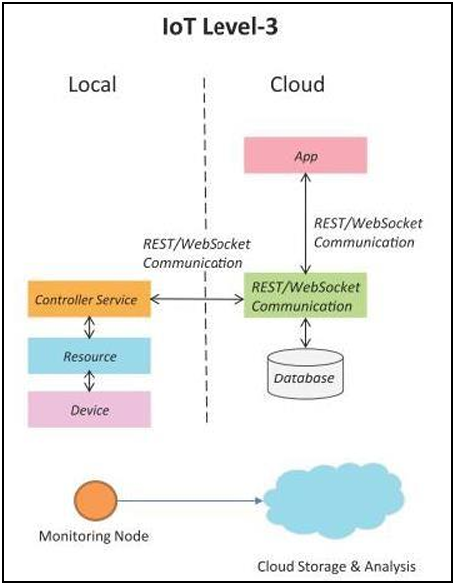 IoT Level-3
Local
Cloud
App
REST/WebSocket
Communication
REST/WebSocket
Communication
Controller Service
REST/WebSocket
Communication
Resource
Database
Device
Monitoring Node
Cloud Storage & Analysis